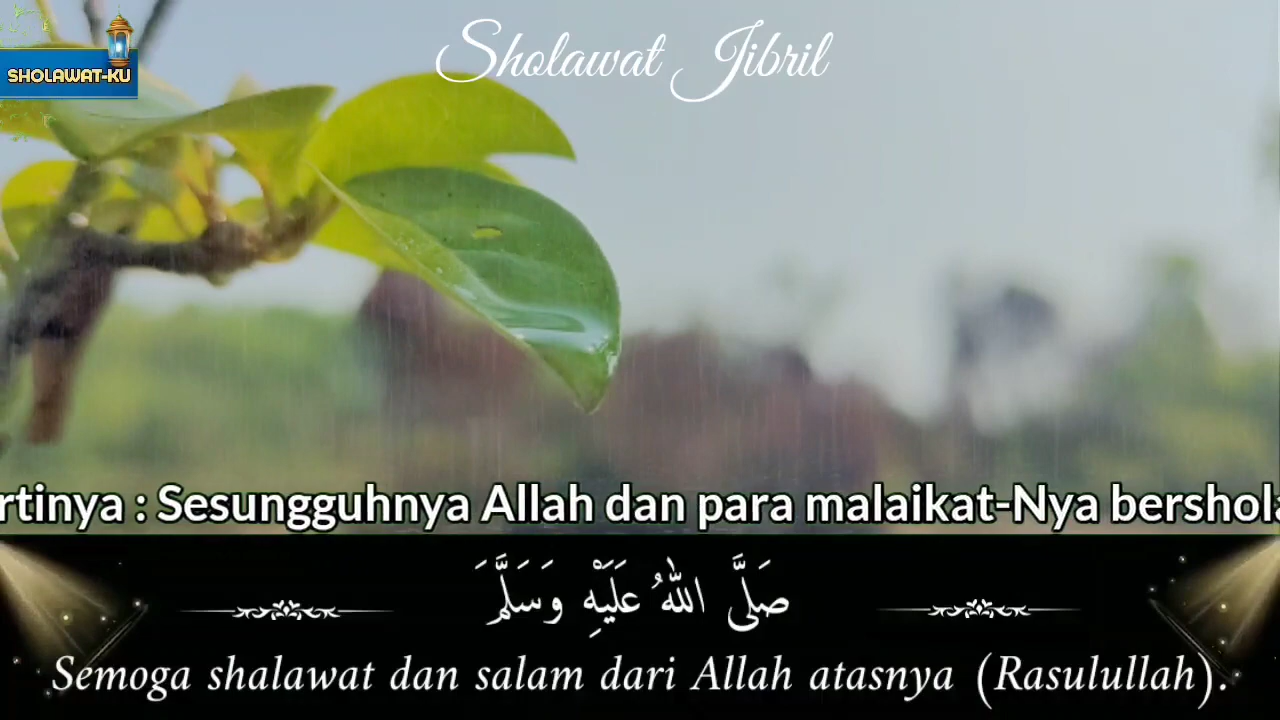 Sholawat Jibril
SHOLAWAT-KU
rtinya : Sesungguhnya Allah dan para malaikat-Nya bershola
صَلَّى اللهُ عَلَيْهِ وَسَلَّمَ
Semoga shalawat dan salam dari Allah atasnya (Rasulullah).